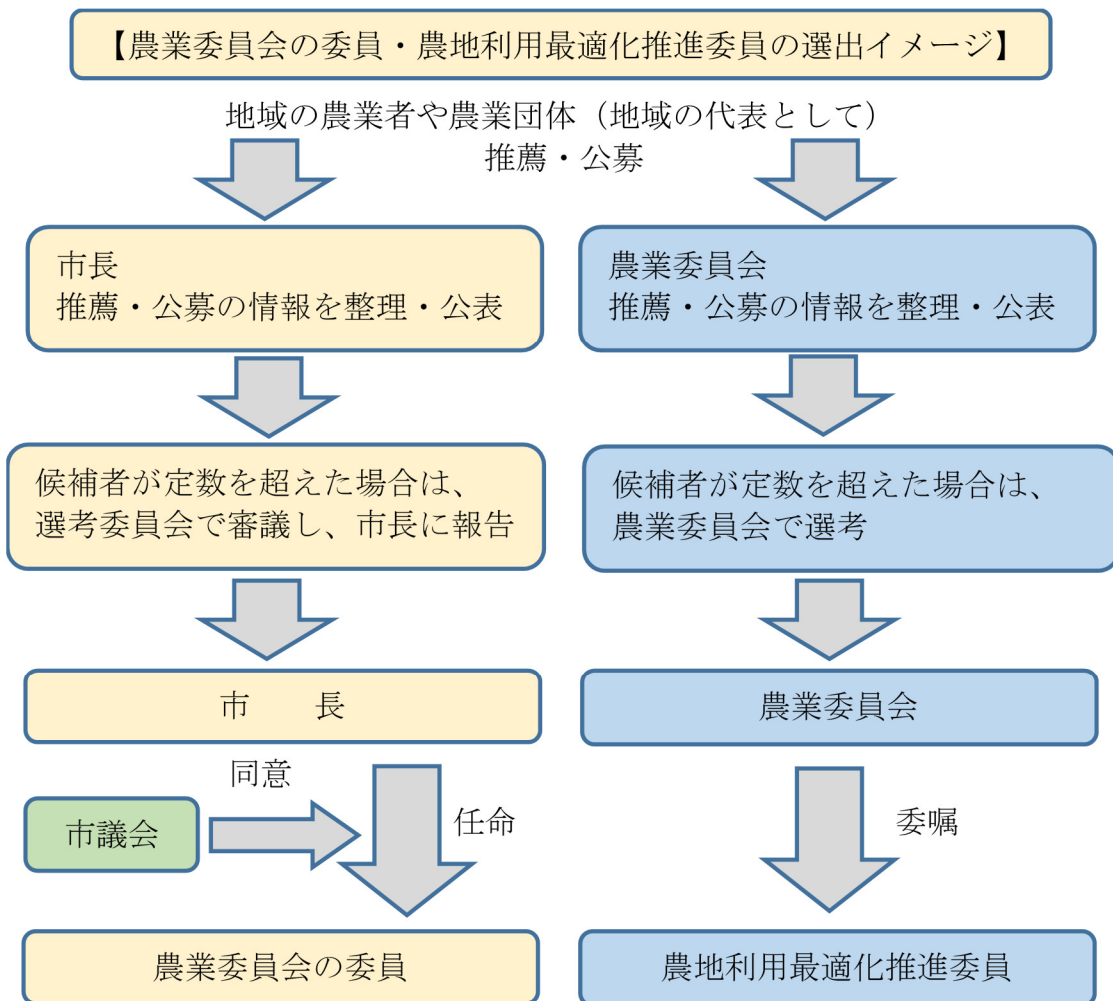 【農業委員会の委員・農地利用最適化推進委員の選出イメージ】
地域の農業者や農業団体（地域の代表として）
推薦・公募
市長
推薦・公募の情報を整理・公表
農業委員会
推薦・公募の情報を整理・公表
候補者が定数を超えた場合は、
選考委員会で審議し、市長に報告
候補者が定数を超えた場合は、
農業委員会で選考
市　　長
農業委員会
同意
市議会
任命
委嘱
農業委員会の委員
農地利用最適化推進委員